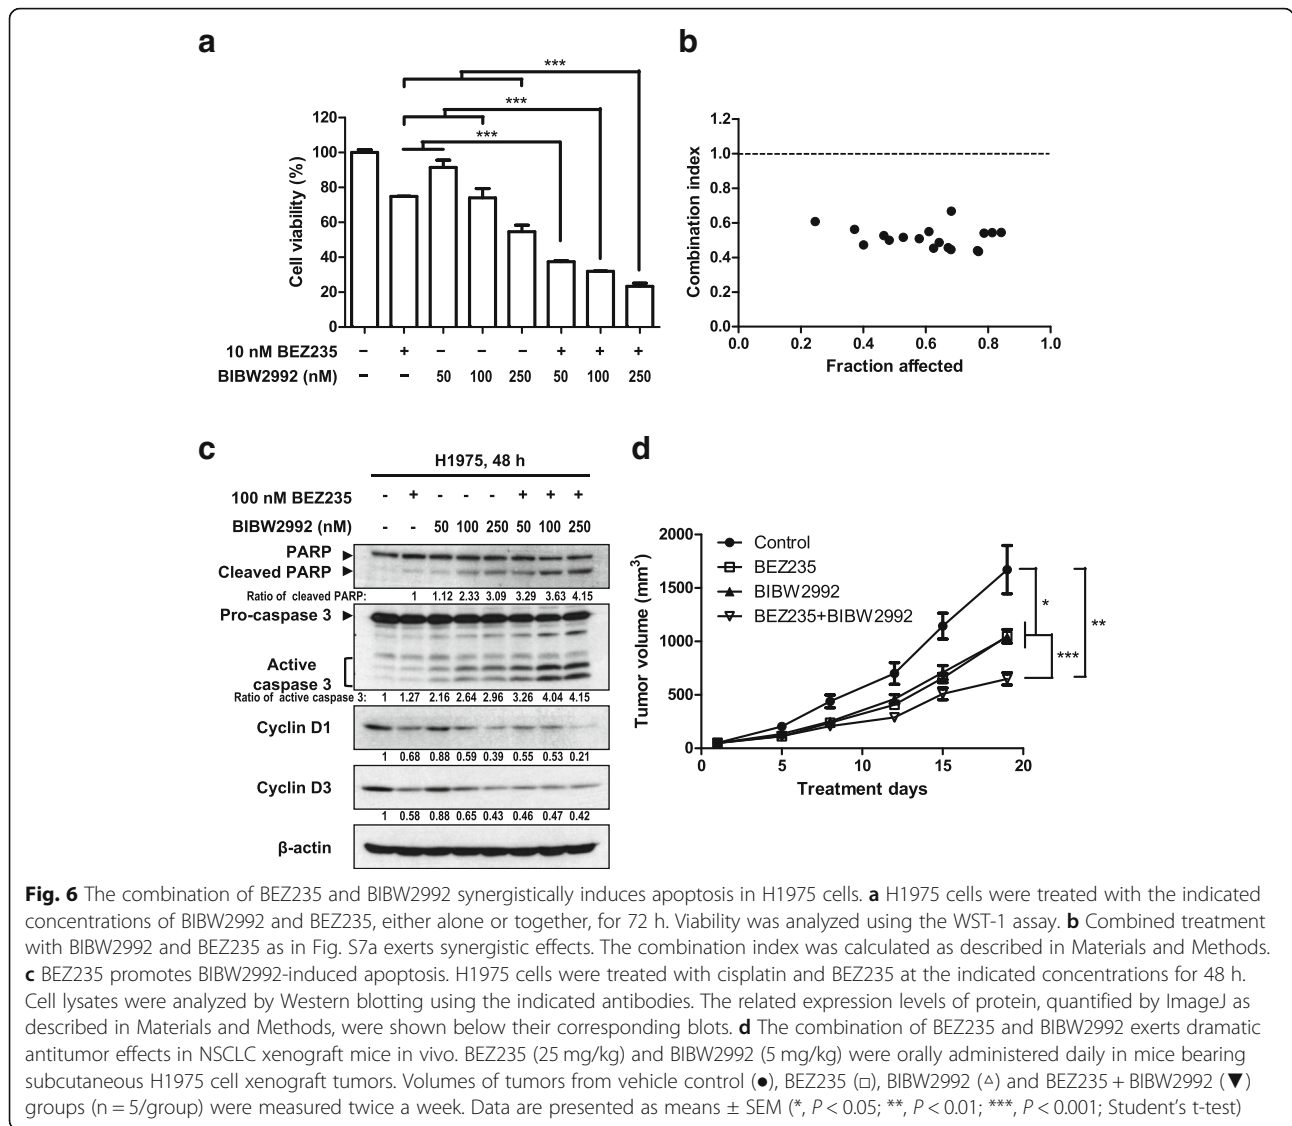 a
***
***
***
Cell viability (%)
120
100
80
60
40
20
0
10 nM BEZ235 – + – – – + + +
BIBW2992 (nM) – – 50 100 250 50 100 250
b
Combination index
1.2
1.0
0.8
0.6
0.4
0.2
0.0
0.0 0.2 0.4 0.6 0.8 1.0
Fraction affected
c
H1975, 48 h
100 nM BEZ235 - + - - - + + +
BIBW2992 (nM) - - 50 100 250 50 100 250
PARP ►
Cleaved PARP ►
Ratio of cleaved PARP: 1 1.12 2.33 3.09 3.29 3.63 4.15
Pro-caspase 3 ►
Active
caspase 3
Ratio of active caspase 3: 1 1.27 2.16 2.64 2.96 3.26 4.04 4.15
Cyclin D1
1 0.68 0.88 0.59 0.39 0.55 0.53 0.21
Cyclin D3
1 0.58 0.88 0.65 0.43 0.46 0.47 0.42
β-actin
d
Tumor volume (mm³)
2000
1500
1000
500
0
0 5 10 15 20
Treatment days
Control
BEZ235
BIBW2992
BEZ235+BIBW2992
*
***
**
Fig. 6 The combination of BEZ235 and BIBW2992 synergistically induces apoptosis in H1975 cells. a H1975 cells were treated with the indicated
concentrations of BIBW2992 and BEZ235, either alone or together, for 72 h. Viability was analyzed using the WST-1 assay. b Combined treatment
with BIBW2992 and BEZ235 as in Fig. S7a exerts synergistic effects. The combination index was calculated as described in Materials and Methods.
c BEZ235 promotes BIBW2992-induced apoptosis. H1975 cells were treated with cisplatin and BEZ235 at the indicated concentrations for 48 h.
Cell lysates were analyzed by Western blotting using the indicated antibodies. The related expression levels of protein, quantified by ImageJ as
described in Materials and Methods, were shown below their corresponding blots. d The combination of BEZ235 and BIBW2992 exerts dramatic
antitumor effects in NSCLC xenograft mice in vivo. BEZ235 (25 mg/kg) and BIBW2992 (5 mg/kg) were orally administered daily in mice bearing
subcutaneous H1975 cell xenograft tumors. Volumes of tumors from vehicle control (●), BEZ235 (□), BIBW2992 (△) and BEZ235 + BIBW2992 (▼)
groups (n = 5/group) were measured twice a week. Data are presented as means ± SEM (*, P < 0.05; **, P < 0.01; ***, P < 0.001; Student's t-test)